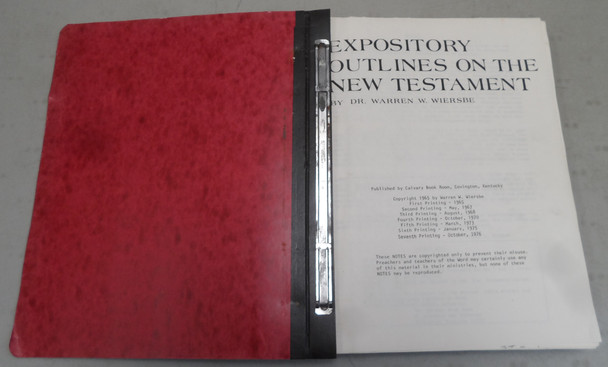 EXPOSITORY
OUTLINES ON THE
NEW TESTAMENT
BY DR. WARREN W. WIERSBE
Published by Calvary Book Room, Covington, Kentucky
Copyright 1965 by Warren W. Wiersbe
First Printing - 1965
Second Printing - May, 1967
Third Printing - August, 1968
Fourth Printing - October, 1970
Fifth Printing - March, 1973
Sixth Printing - January, 1975
Seventh Printing - October, 1976
These NOTES are copyrighted only to prevent their misuse.
Preachers and teachers of the Word may certainly use any
of this material in their ministries, but none of these
NOTES may be reproduced.